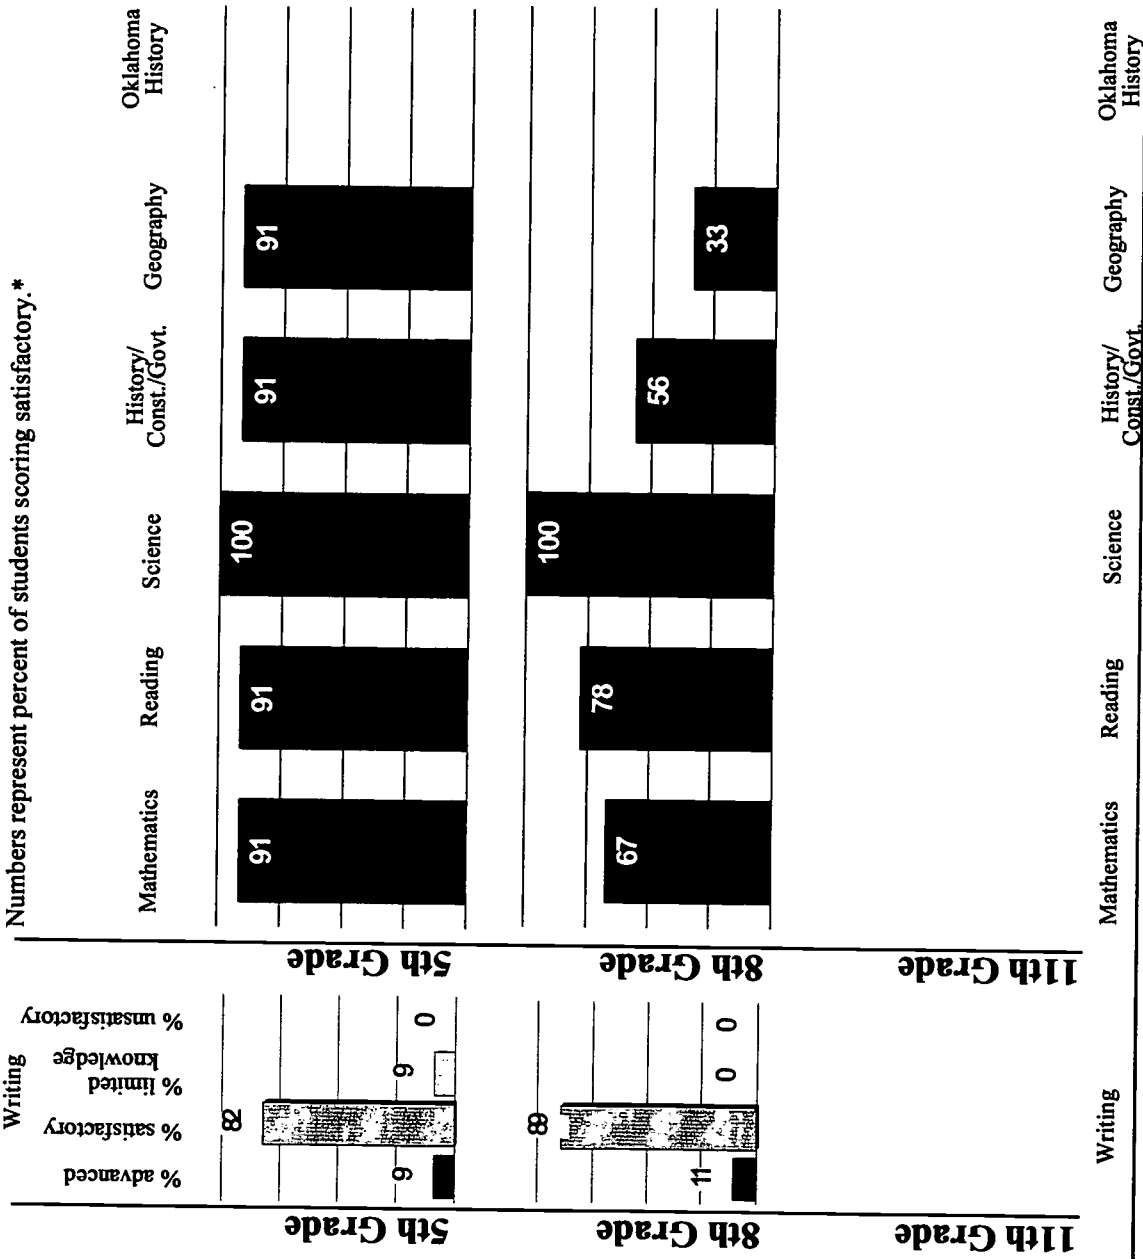 Numbers represent percent of students scoring satisfactory.*
Writing
% advanced
% satisfactory
% limited
knowledge
% unsatisfactory
Mathematics
Reading
Science
History/
Const./Govt.
Geography
Oklahoma
History
5th Grade
9
82
9
0
5th Grade
91
91
100
91
91
8th Grade
11
89
0
0
8th Grade
67
78
100
56
33
11th Grade
11th Grade
Writing
Mathematics
Reading
Science
History/
Const./Govt.
Geography
Oklahoma
History